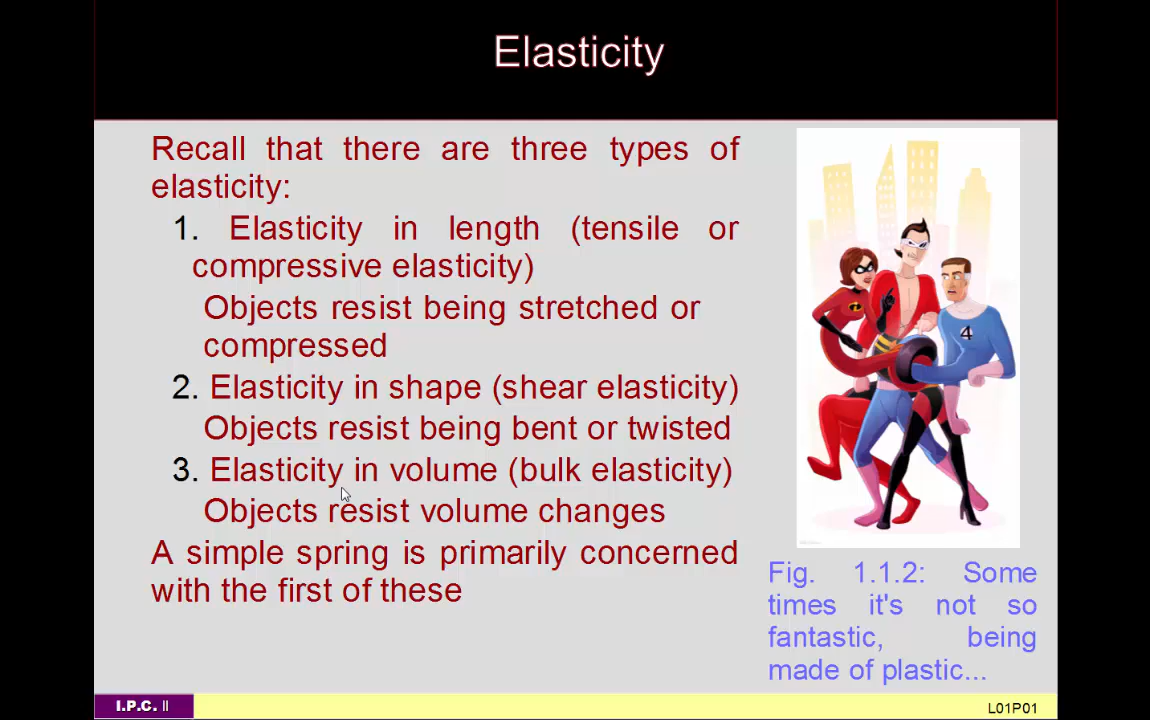 Elasticity
Recall that there are three types of
elasticity:
1. Elasticity in length (tensile or
compressive elasticity)
Objects resist being stretched or
compressed
2. Elasticity in shape (shear elasticity)
Objects resist being bent or twisted
3. Elasticity in volume (bulk elasticity)
Objects resist volume changes
A simple spring is primarily concerned
with the first of these
4
Fig. 1.1.2: Some
times it's not so
fantastic, being
made of plastic...
I.P.C. II
L01P01